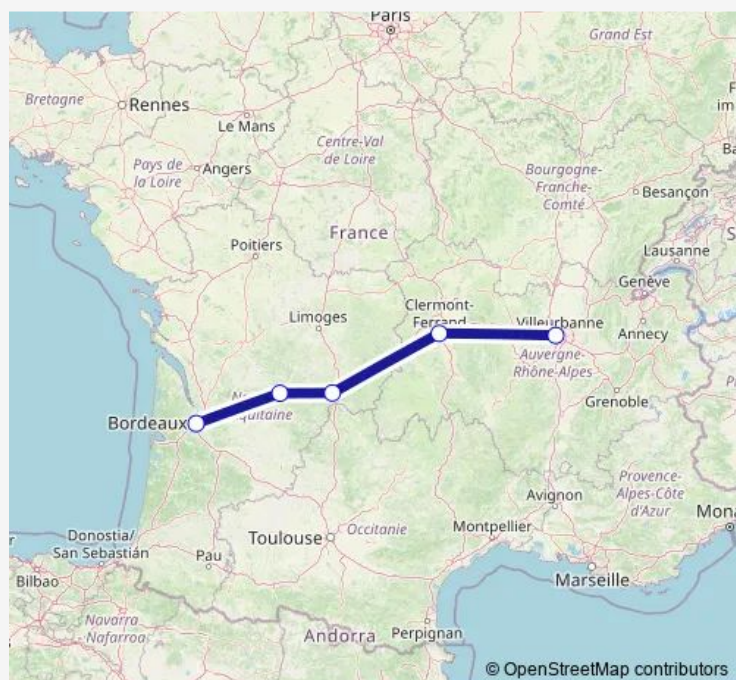 Paris
Grand Est
Bretagne
Rennes
Le Mans
Centre-Val
de Loire
Pays de
la Loire
Angers
Bourgogne-
Franche-
Comté
Besançon
France
Poitiers
Lausanne
Genève
Limoges
Clermont-
Ferrand
Villeurbanne
Annecy
Auvergne-
Rhône-Alpes
Grenoble
Bordeaux
Provence-
Alpes-Côte
d'Azur
Avignon
Mona
Donostia/
San Sebastián
Toulouse
Occitanie
Montpellier
Pau
Bilbao
Marseille
Navarra
- Nafarroa
Andorra
Perpignan
© OpenStreetMap contributors